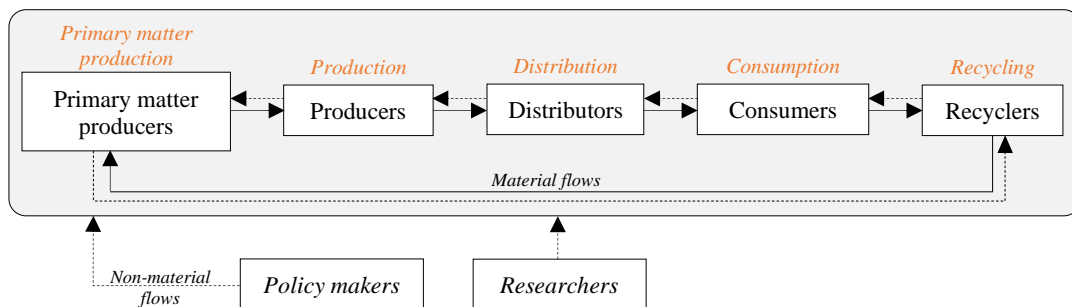 Primary matter
production
Production
Distribution
Consumption
Recycling
Primary matter
producers
Producers
Distributors
Consumers
Recyclers
Material flows
Non-material
flows
Policy makers
Researchers